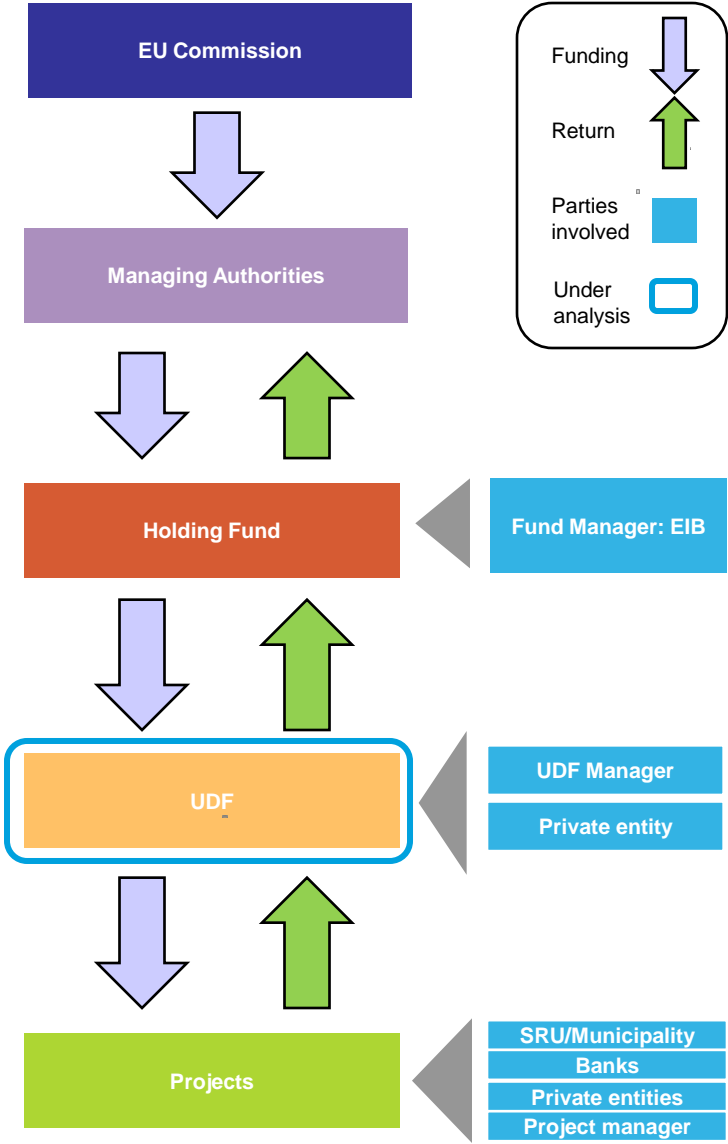 EU Commission
Funding
Return
Parties
involved
Under
analysis
Managing Authorities
Holding Fund
Fund Manager: EIB
UDF
UDF Manager
Private entity
Projects
SRU/Municipality
Banks
Private entities
Project manager